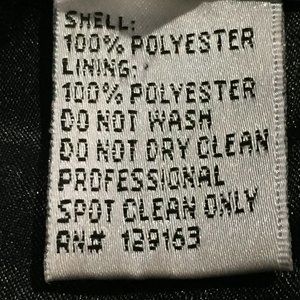 SHELL:
100% POLYESTER
LINING:
100% POLYESTER
DO NOT WASH
DO NOT DRY CLEAN
PROFESSIONAL
SPOT CLEAN ONLY
RN# 129163